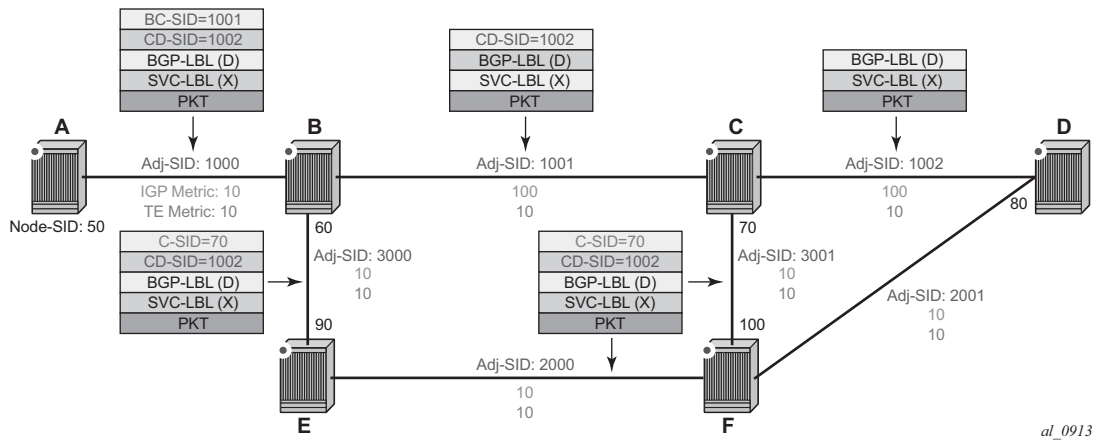 BC-SID=1001
CD-SID=1002
BGP-LBL (D)
SVC-LBL (X)
PKT
CD-SID=1002
BGP-LBL (D)
SVC-LBL (X)
PKT
BGP-LBL (D)
SVC-LBL (X)
PKT
A
B
C
D
Adj-SID: 1000
IGP Metric: 10
TE Metric: 10
Adj-SID: 1001
100
10
Adj-SID: 1002
100
10
Node-SID: 50
60
70
80
C-SID=70
CD-SID=1002
BGP-LBL (D)
SVC-LBL (X)
PKT
Adj-SID: 3000
10
10
C-SID=70
CD-SID=1002
BGP-LBL (D)
SVC-LBL (X)
PKT
Adj-SID: 3001
10
10
Adj-SID: 2001
10
10
90
100
Adj-SID: 2000
10
10
E
F
al_0913